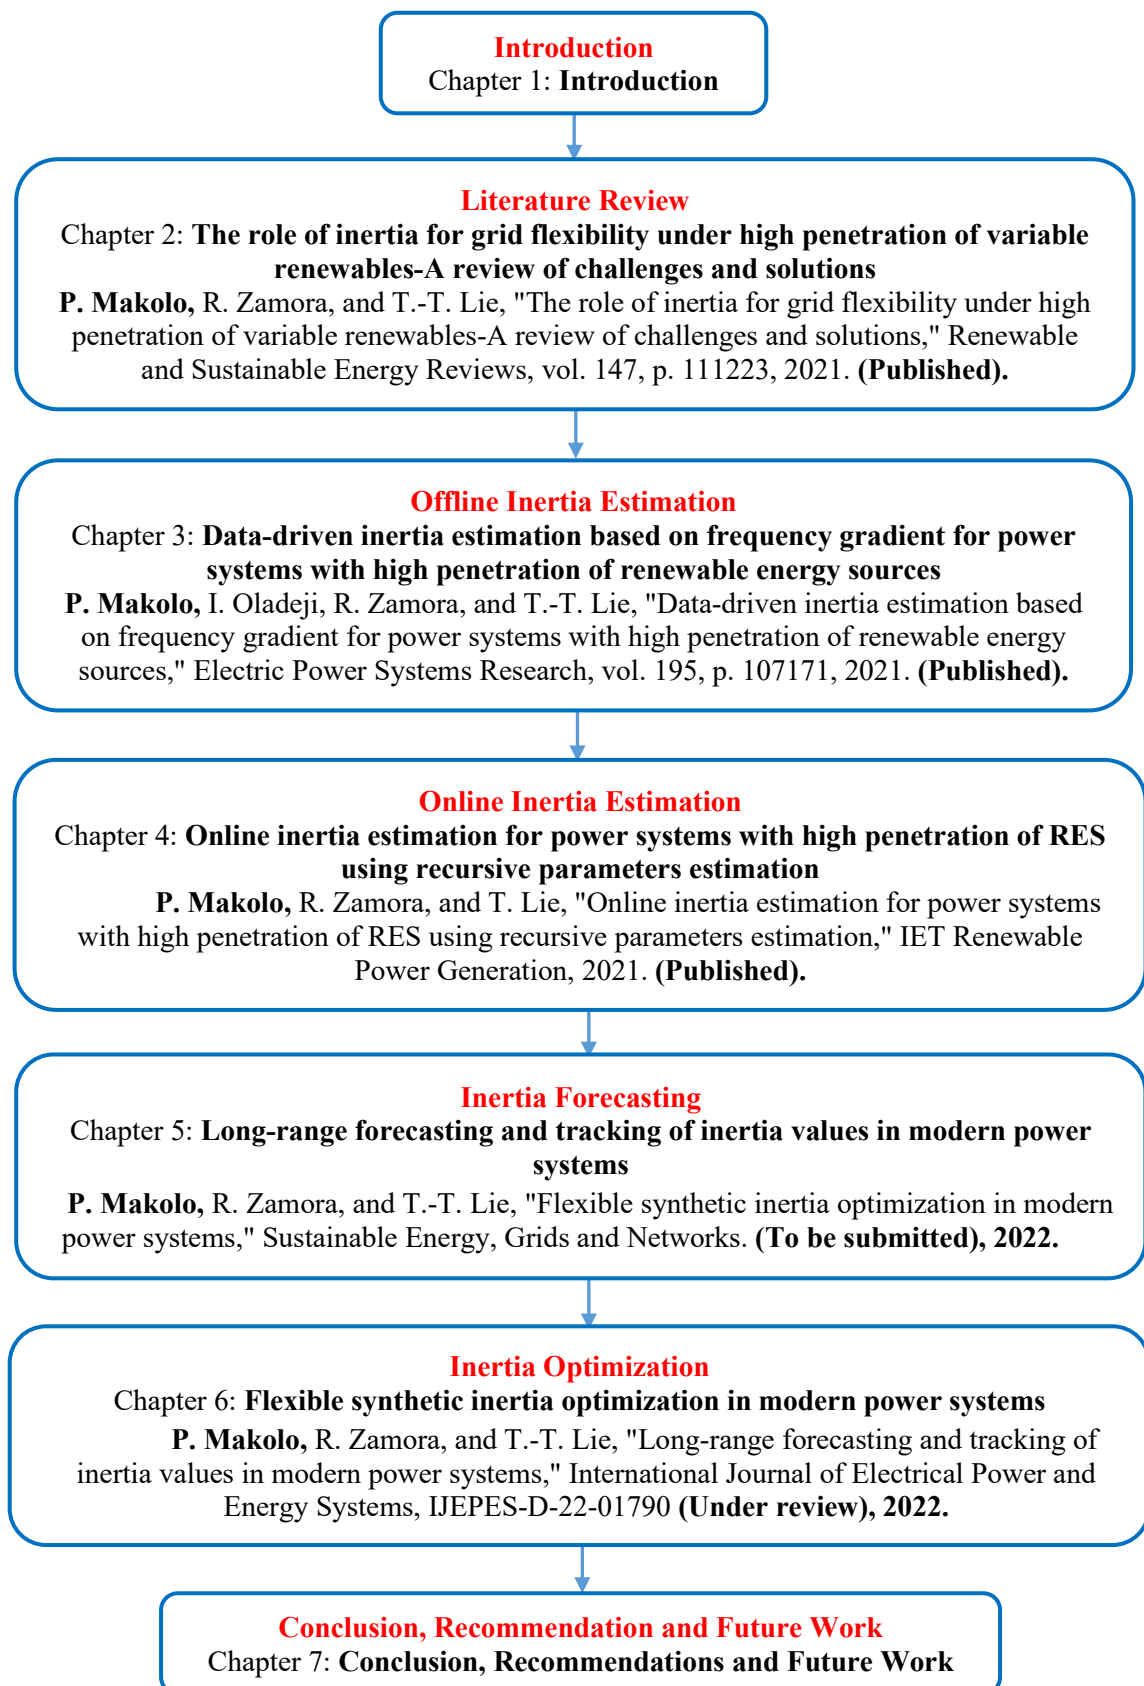 Introduction
Chapter 1: Introduction
Literature Review
Chapter 2: The role of inertia for grid flexibility under high penetration of variable
renewables-A review of challenges and solutions
P. Makolo, R. Zamora, and T.-T. Lie, "The role of inertia for grid flexibility under high
penetration of variable renewables-A review of challenges and solutions," Renewable
and Sustainable Energy Reviews, vol. 147, p. 111223, 2021. (Published).
Offline Inertia Estimation
Chapter 3: Data-driven inertia estimation based on frequency gradient for power
systems with high penetration of renewable energy sources
P. Makolo, I. Oladeji, R. Zamora, and T.-T. Lie, "Data-driven inertia estimation based
on frequency gradient for power systems with high penetration of renewable energy
sources," Electric Power Systems Research, vol. 195, p. 107171, 2021. (Published).
Online Inertia Estimation
Chapter 4: Online inertia estimation for power systems with high penetration of RES
using recursive parameters estimation
P. Makolo, R. Zamora, and T. Lie, "Online inertia estimation for power systems
with high penetration of RES using recursive parameters estimation," IET Renewable
Power Generation, 2021. (Published).
Inertia Forecasting
Chapter 5: Long-range forecasting and tracking of inertia values in modern power
systems
P. Makolo, R. Zamora, and T.-T. Lie, "Flexible synthetic inertia optimization in modern
power systems," Sustainable Energy, Grids and Networks. (To be submitted), 2022.
Inertia Optimization
Chapter 6: Flexible synthetic inertia optimization in modern power systems
P. Makolo, R. Zamora, and T.-T. Lie, "Long-range forecasting and tracking of
inertia values in modern power systems," International Journal of Electrical Power and
Energy Systems, IJEPES-D-22-01790 (Under review), 2022.
Conclusion, Recommendation and Future Work
Chapter 7: Conclusion, Recommendations and Future Work